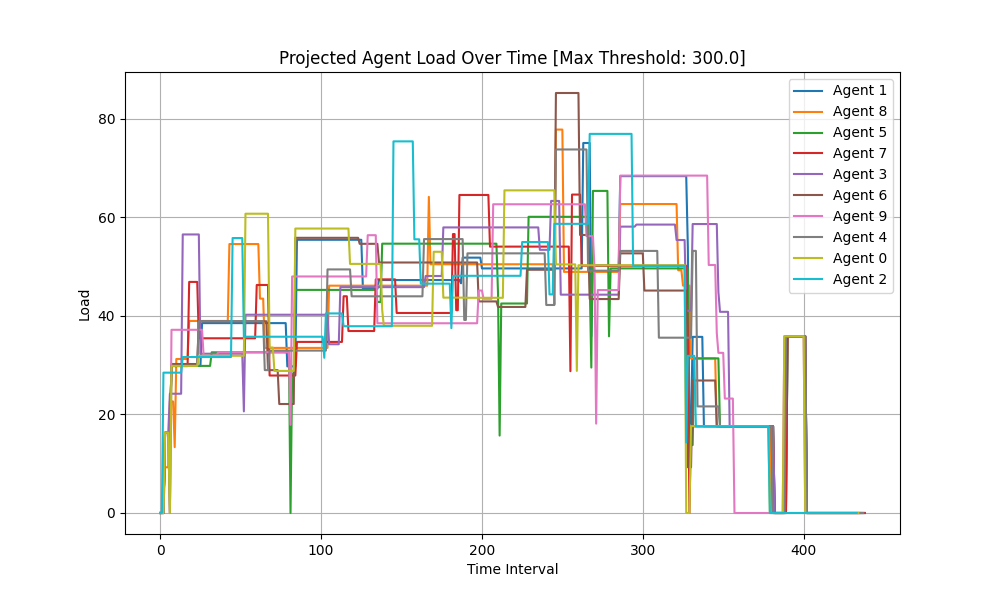 Projected Agent Load Over Time [Max Threshold: 300.0]
Load
80
60
40
20
0
0 100 200 300 400
Time Interval
Agent 1
Agent 8
Agent 5
Agent 7
Agent 3
Agent 6
Agent 9
Agent 4
Agent 0
Agent 2